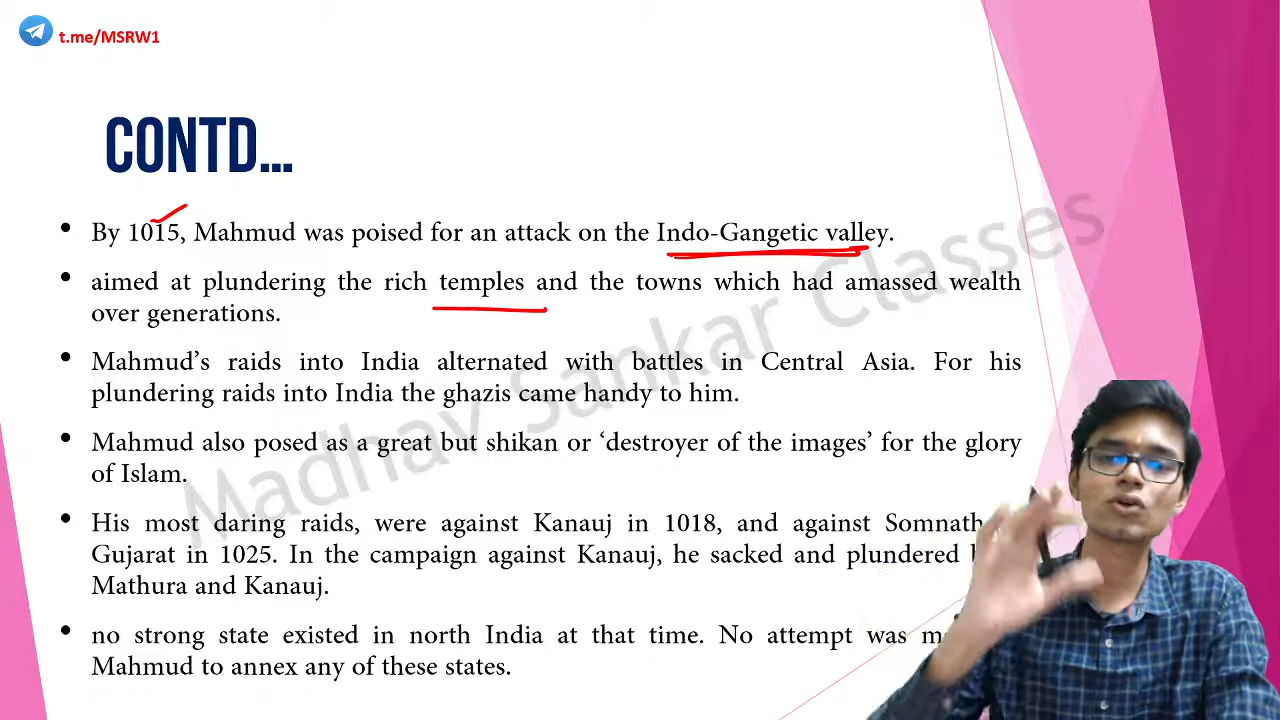 t.me/MSRW1
CONTD...
• By 1015, Mahmud was poised for an attack on the Indo-Gangetic valley.
• aimed at plundering the rich temples and the towns which had amassed wealth
over generations.
• Mahmud’s raids into India alternated with battles in Central Asia. For his
plundering raids into India the ghazis came handy to him.
• Mahmud also posed as a great but shikan or ‘destroyer of the images’ for the glory
of Islam.
• His most daring raids, were against Kanauj in 1018, and against Somnath
Gujarat in 1025. In the campaign against Kanauj, he sacked and plundered
Mathura and Kanauj.
• no strong state existed in north India at that time. No attempt was
Mahmud to annex any of these states.
Madhav Sankar Classes